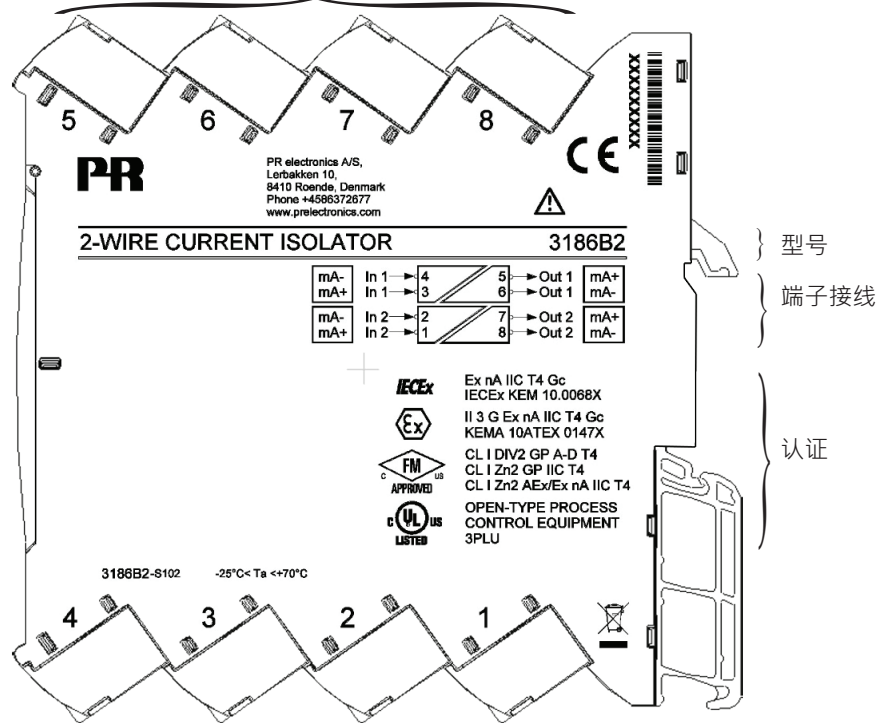 5 6 7 8
XXXXXXXXX
PR
PR electronics A/S,
Lerbakken 10,
8410 Roende, Denmark
Phone +4586372677
www.prelectronics.com
CE
2-WIRE CURRENT ISOLATOR 3186B2
型号
mA- In 1 4 5 Out 1 mA+
mA+ In 1 3 6 Out 1 mA-
端子接线
mA- In 2 2 7 Out 2 mA+
mA+ In 2 1 8 Out 2 mA-
IECEx
Ex nA IIC T4 Gc
IECEx KEM 10.0068X
Ex
II 3 G Ex nA IIC T4 Gc
KEMA 10ATEX 0147X
认证
C FM US
APPROVED
CL I DIV2 GP A-D T4
CL I Zn2 GP IIC T4
CL I Zn2 AEx/Ex nA IIC T4
C UL US
LISTED
OPEN-TYPE PROCESS
CONTROL EQUIPMENT
3PLU
3186B2-S102 -25°C< Ta <+70°C
4 3 2 1